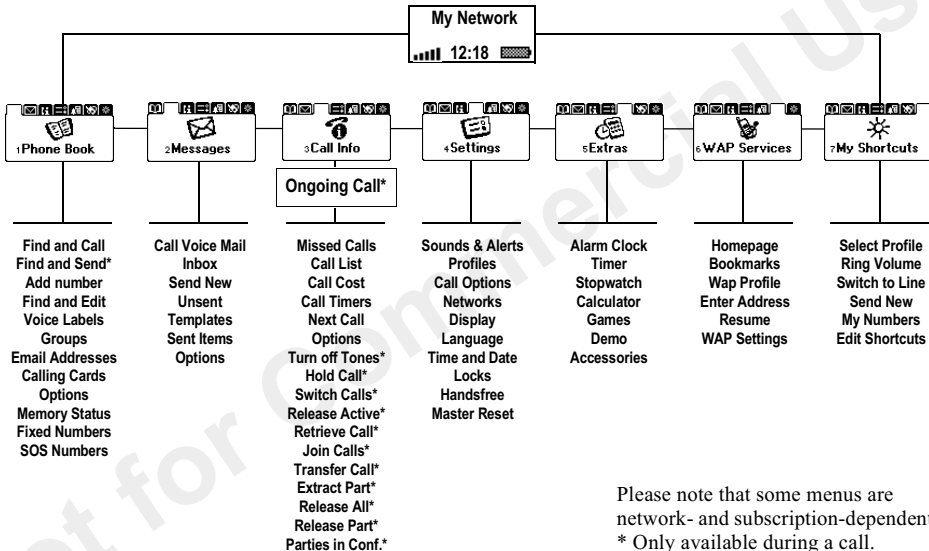 My Network
12:18
1Phone Book
2Messages
3Call Info
4Settings
5Extras
6WAP Services
7My Shortcuts
Ongoing Call*
Find and Call
Find and Send*
Add number
Find and Edit
Voice Labels
Groups
Email Addresses
Calling Cards
Options
Memory Status
Fixed Numbers
SOS Numbers
Call Voice Mail
Inbox
Send New
Unsent
Templates
Sent Items
Options
Missed Calls
Call List
Call Cost
Call Timers
Next Call
Options
Turn off Tones*
Hold Call*
Switch Calls*
Release Active*
Retrieve Call*
Join Calls*
Transfer Call*
Extract Part*
Release All*
Release Part*
Parties in Conf.*
Sounds & Alerts
Profiles
Call Options
Networks
Display
Language
Time and Date
Locks
Handsfree
Master Reset
Alarm Clock
Timer
Stopwatch
Calculator
Games
Demo
Accessories
Homepage
Bookmarks
Wap Profile
Enter Address
Resume
WAP Settings
Select Profile
Ring Volume
Switch to Line
Send New
My Numbers
Edit Shortcuts
Please note that some menus are
network- and subscription-dependent
* Only available during a call.